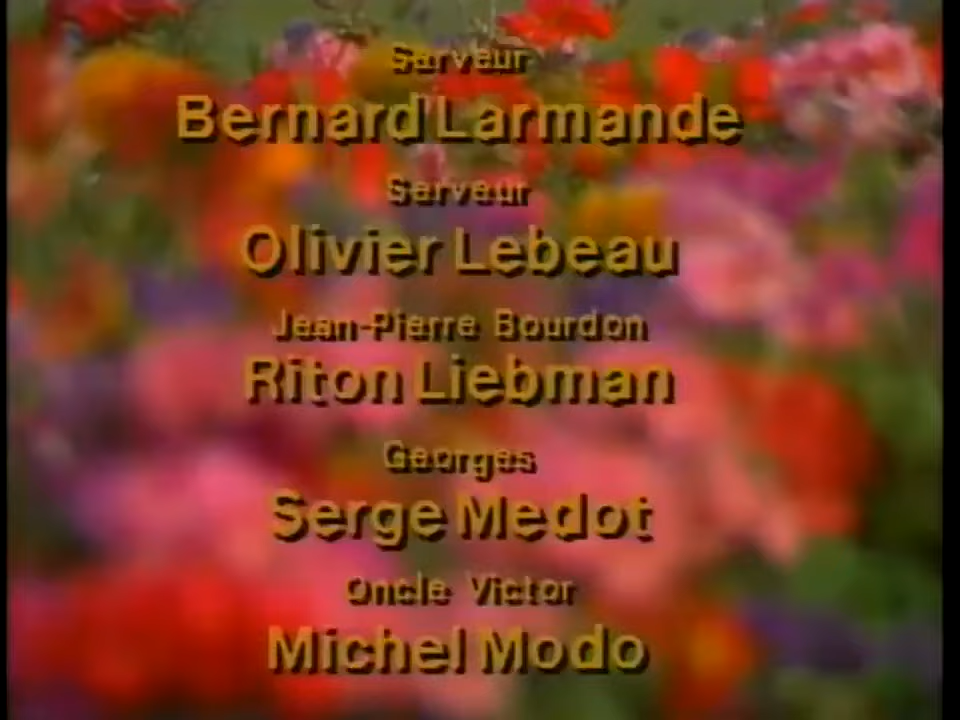 Serveur
Bernard Larmande
Serveur
Olivier Lebeau
Jean-Pierre Bourdon
Riton Liebman
Georges
Serge Medot
Oncle Victor
Michel Modo